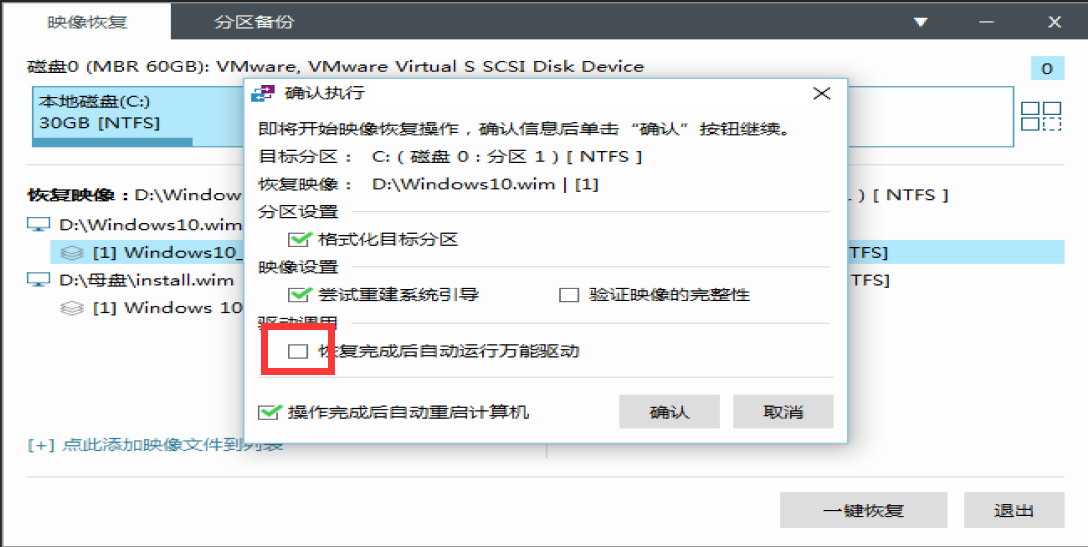 映像恢复 分区备份
磁盘0 (MBR 60GB): VMware, VMware Virtual S SCSI Disk Device 0
本地磁盘(C:)
30GB [NTFS]
确认执行
即将开始映像恢复操作，确认信息后单击“确认”按钮继续。
目标分区： C: ( 磁盘 0 : 分区 1 ) [ NTFS ]
恢复映像： D:\Windows10.wim | [1]
分区设置
格式化目标分区
映像设置
尝试重建系统引导 验证映像的完整性
驱动调用
恢复完成后自动运行万能驱动
操作完成后自动重启计算机 确认 取消
恢复映像：D:\Window . ) [ NTFS ]
D:\Windows10.wim
[1] Windows10_ TFS]
D:\母盘\install.wim TFS]
[1] Windows 10
[+] 点此添加映像文件到列表
一键恢复 退出